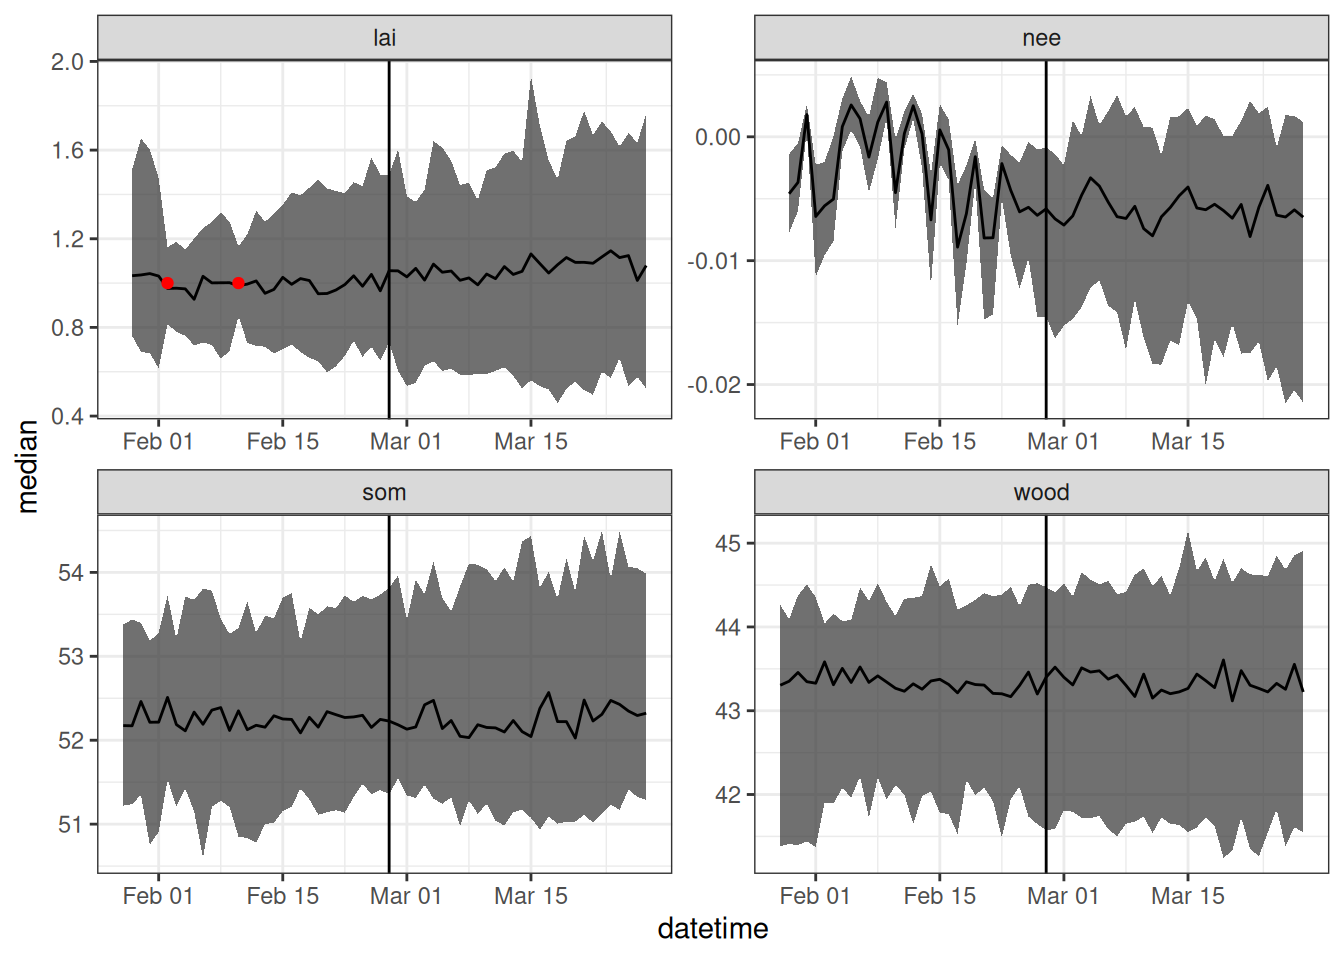 lai
nee
2.0
1.6
1.2
0.8
0.4
0.00
-0.01
-0.02
Feb 01 Feb 15 Mar 01 Mar 15
Feb 01 Feb 15 Mar 01 Mar 15
median
som
wood
54
53
52
51
45
44
43
42
Feb 01 Feb 15 Mar 01 Mar 15
Feb 01 Feb 15 Mar 01 Mar 15
datetime